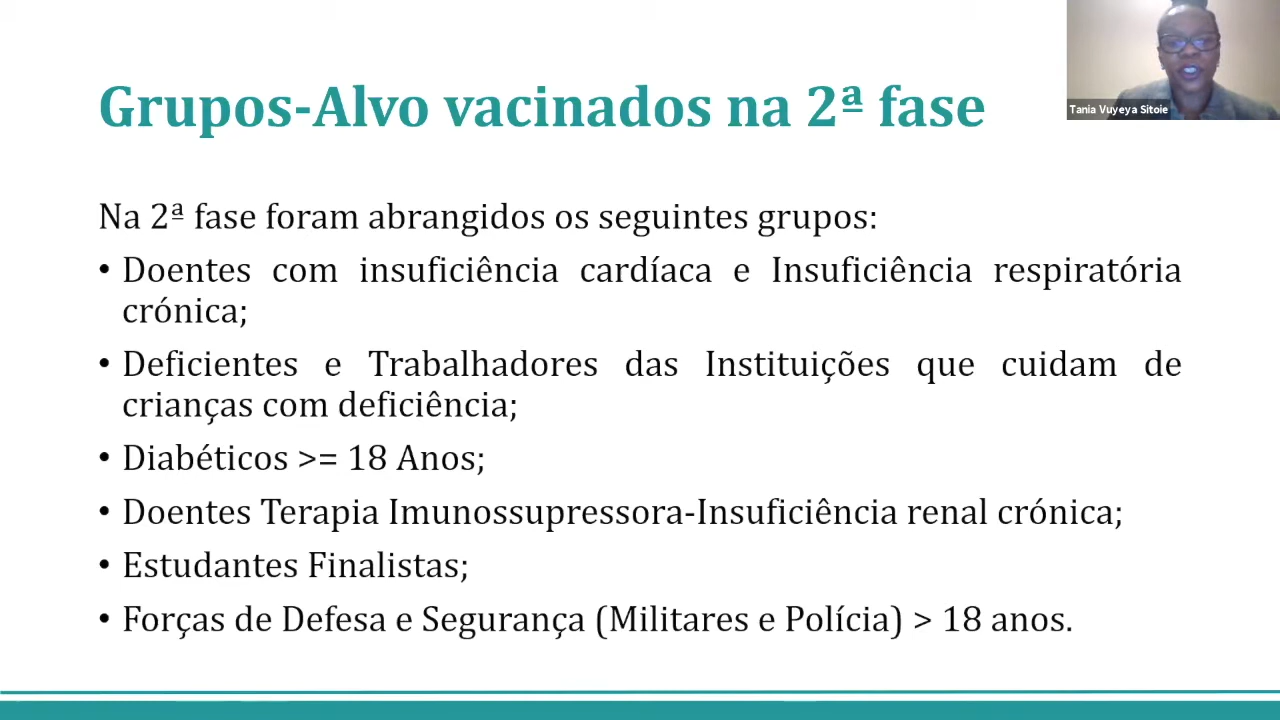 Grupos-Alvo vacinados na 2ª fase
Tania Vuyeya Sitoie
Na 2ª fase foram abrangidos os seguintes grupos:
• Doentes com insuficiência cardíaca e Insuficiência respiratória
crónica;
• Deficientes e Trabalhadores das Instituições que cuidam de
crianças com deficiência;
• Diabéticos >= 18 Anos;
• Doentes Terapia Imunossupressora-Insuficiência renal crónica;
• Estudantes Finalistas;
• Forças de Defesa e Segurança (Militares e Polícia) > 18 anos.